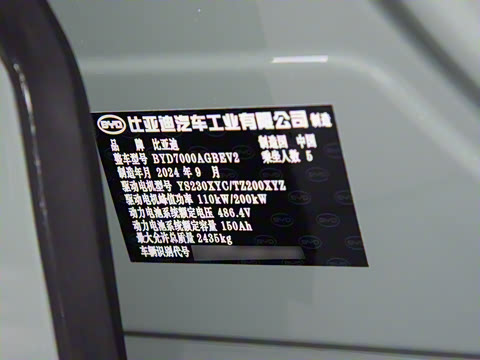 BYD 比亚迪汽车工业有限公司 制造
品 牌 比亚迪 制造国 中国
整车型号 BYD7000AGBEV2 乘坐人数 5
制造年月 2024 年 9 月
驱动电机型号 YS230XYC/TZ200XYZ
驱动电机峰值功率 110kW/200kW
动力电池系统额定电压 486.4V
动力电池系统额定容量 150Ah
最大允许总质量 2435kg
车辆识别代号